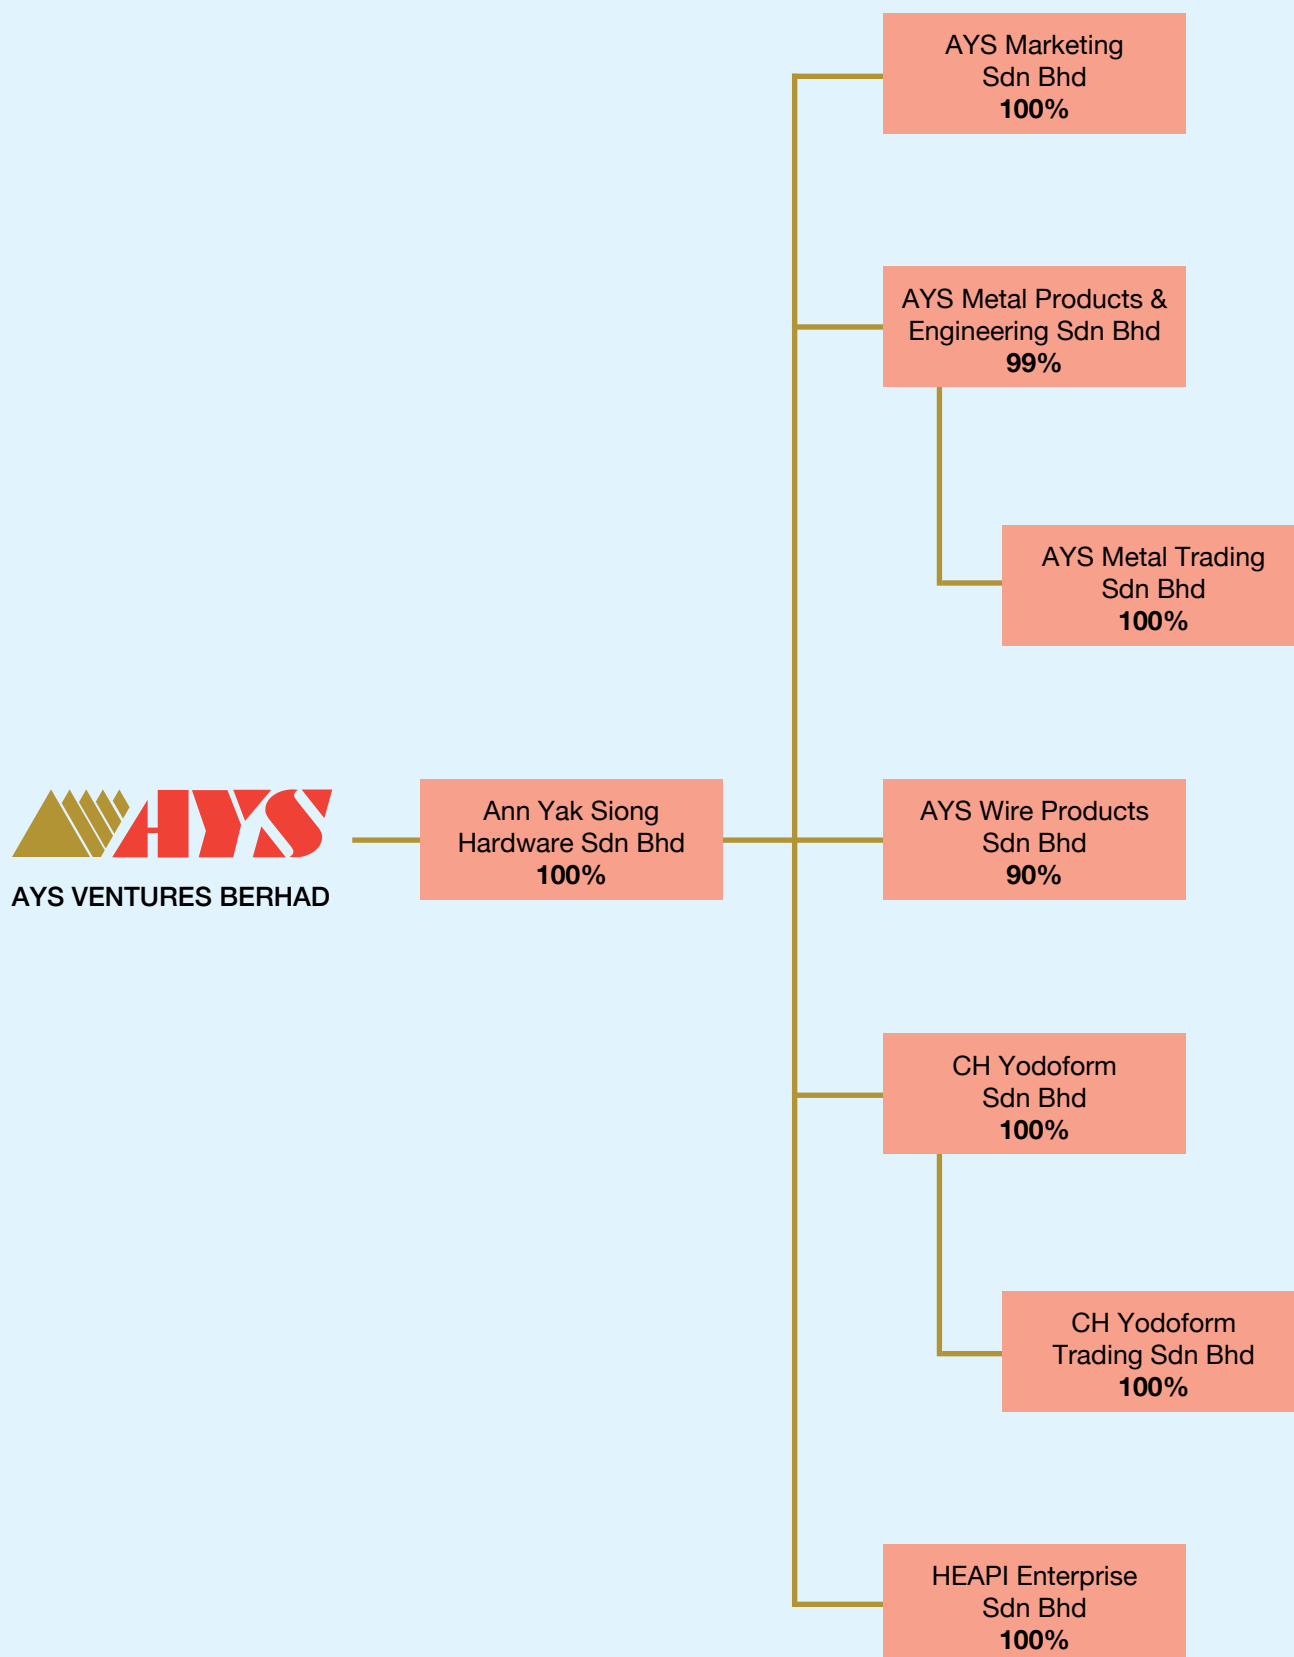 AYS Marketing
Sdn Bhd
100%
AYS Metal Products &
Engineering Sdn Bhd
99%
AYS Metal Trading
Sdn Bhd
100%
AYS
AYS VENTURES BERHAD
Ann Yak Siong
Hardware Sdn Bhd
100%
AYS Wire Products
Sdn Bhd
90%
CH Yodoform
Sdn Bhd
100%
CH Yodoform
Trading Sdn Bhd
100%
HEAPI Enterprise
Sdn Bhd
100%